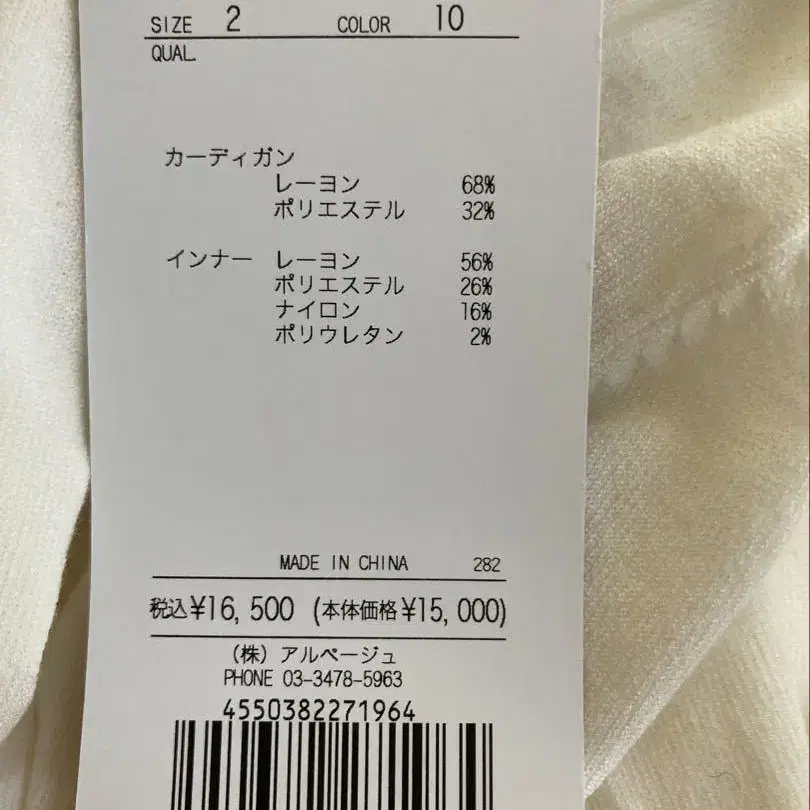 SIZE 2 COLOR 10
QUAL.
カーディガン
レーヨン 68%
ポリエステル 32%
インナー レーヨン 56%
ポリエステル 26%
ナイロン 16%
ポリウレタン 2%
MADE IN CHINA 282
税込¥16,500 (本体価格¥15,000)
(株) アルページュ
PHONE 03-3478-5963
4550382271964